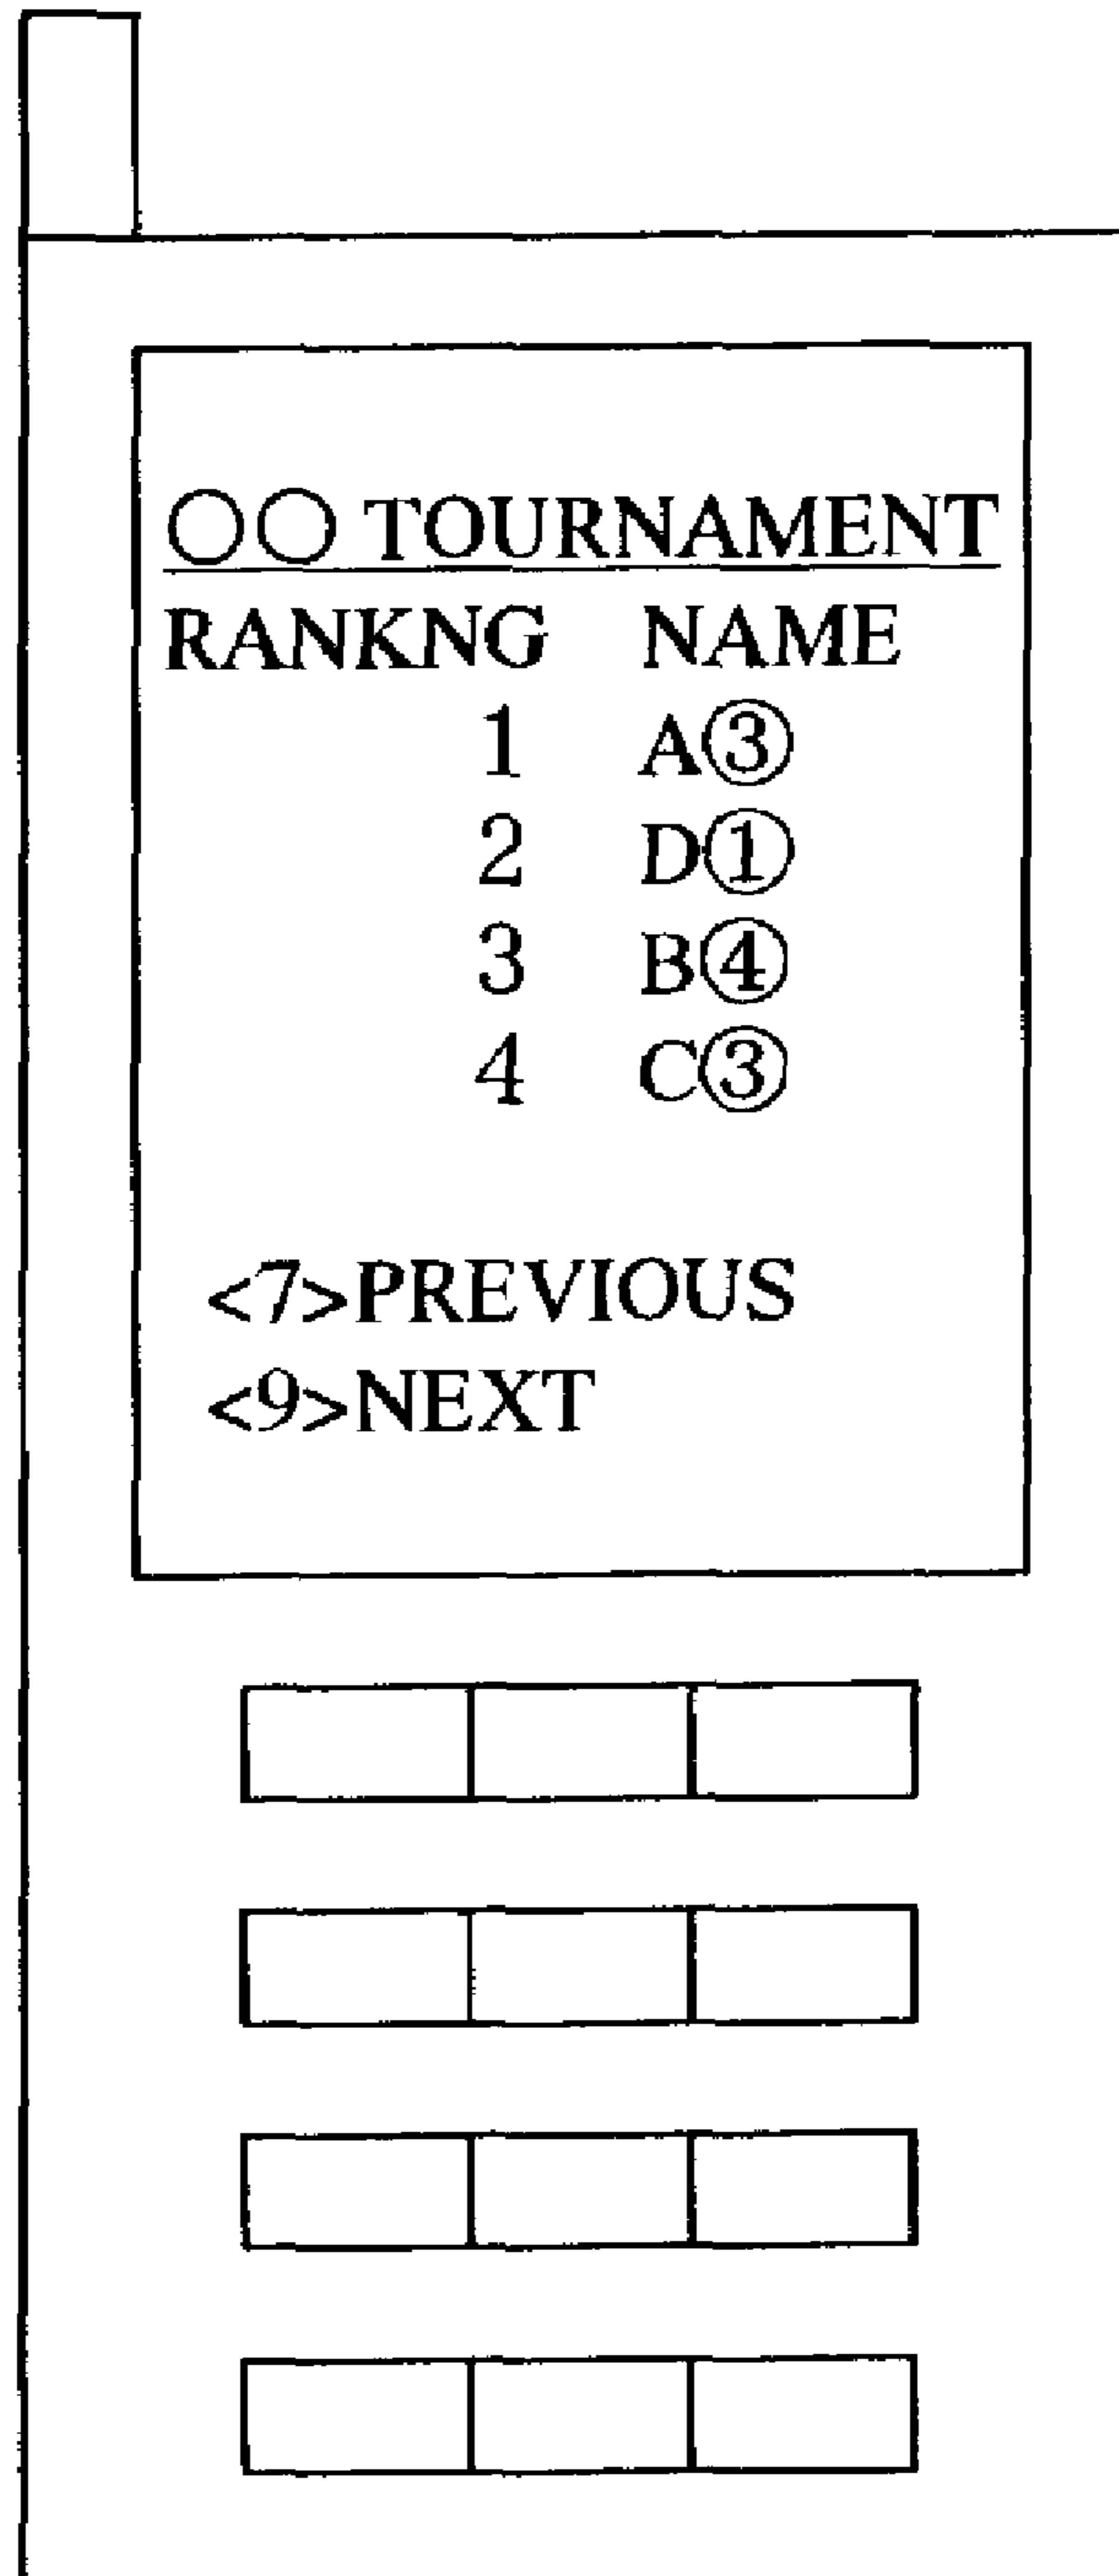 ○○ TOURNAMENT
RANKNG NAME
1 A③
2 D①
3 B④
4 C③
<7>PREVIOUS
<9>NEXT